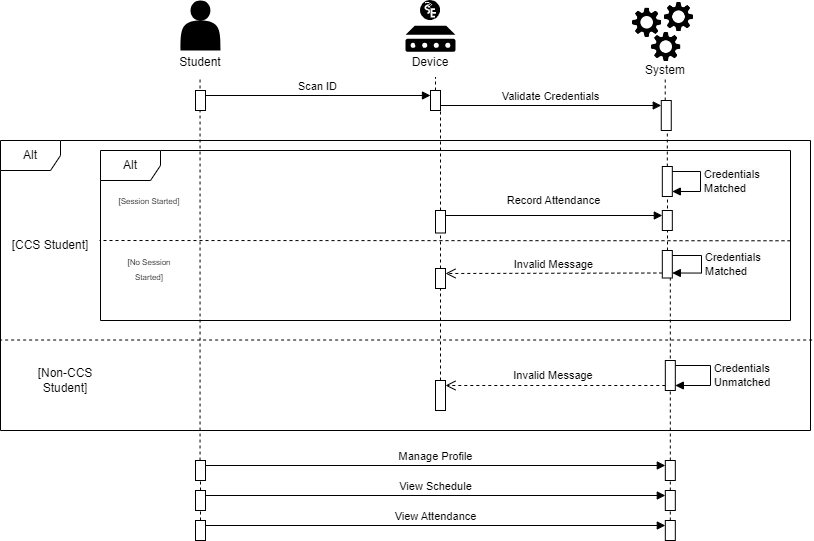 Student
Device
System
Scan ID
Validate Credentials
Alt
Alt
Credentials
Matched
[Session Started]
Record Attendance
[CCS Student]
[No Session
Started]
Invalid Message
Credentials
Matched
[Non-CCS
Student]
Invalid Message
Credentials
Unmatched
Manage Profile
View Schedule
View Attendance